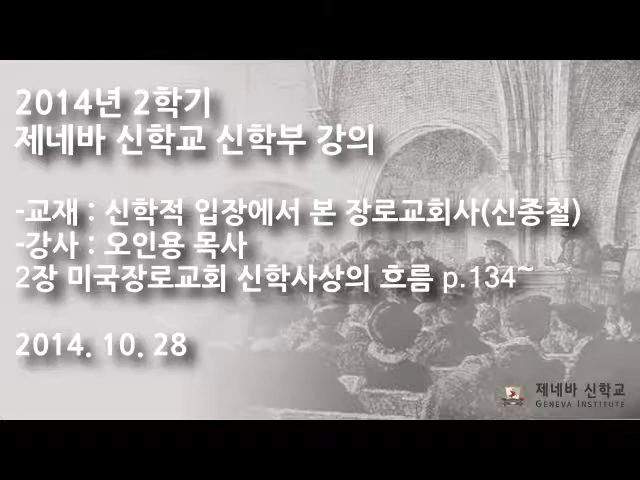 2014년 2학기
제네바 신학교 신학부 강의
-교재 : 신학적 입장에서 본 장로교회사(신종철)
-강사 : 오인용 목사
2장 미국장로교회 신학사상의 흐름 p.134~
2014. 10. 28
제네바 신학교
GENEVA INSTITUTE